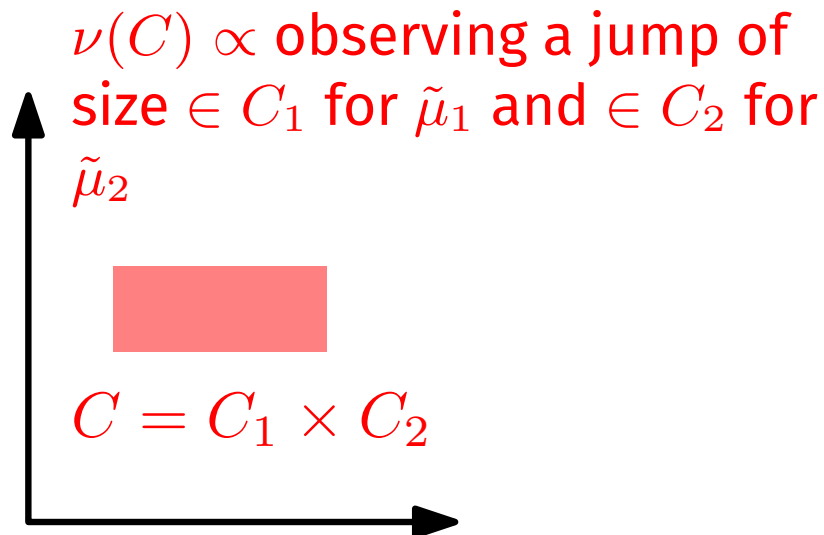 ν(C) ∝ observing a jump of
size ∈ C₁ for μ̃₁ and ∈ C₂ for
μ̃₂
C = C₁ × C₂